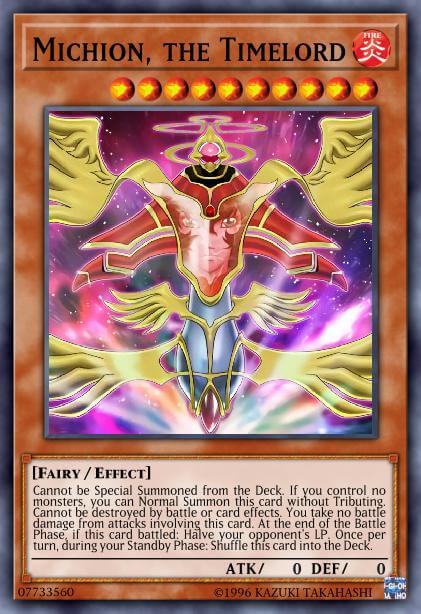 MICHION, THE TIMELORD
FIRE
炎
[FAIRY / EFFECT]
Cannot be Special Summoned from the Deck. If you control no
monsters, you can Normal Summon this card without Tributing.
Cannot be destroyed by battle or card effects. You take no battle
damage from attacks involving this card. At the end of the Battle
Phase, if this card battled: Halve your opponent's LP. Once per
turn, during your Standby Phase: Shuffle this card into the Deck.
ATK/ 0 DEF/ 0
07733560 ©1996 KAZUKI TAKAHASHI